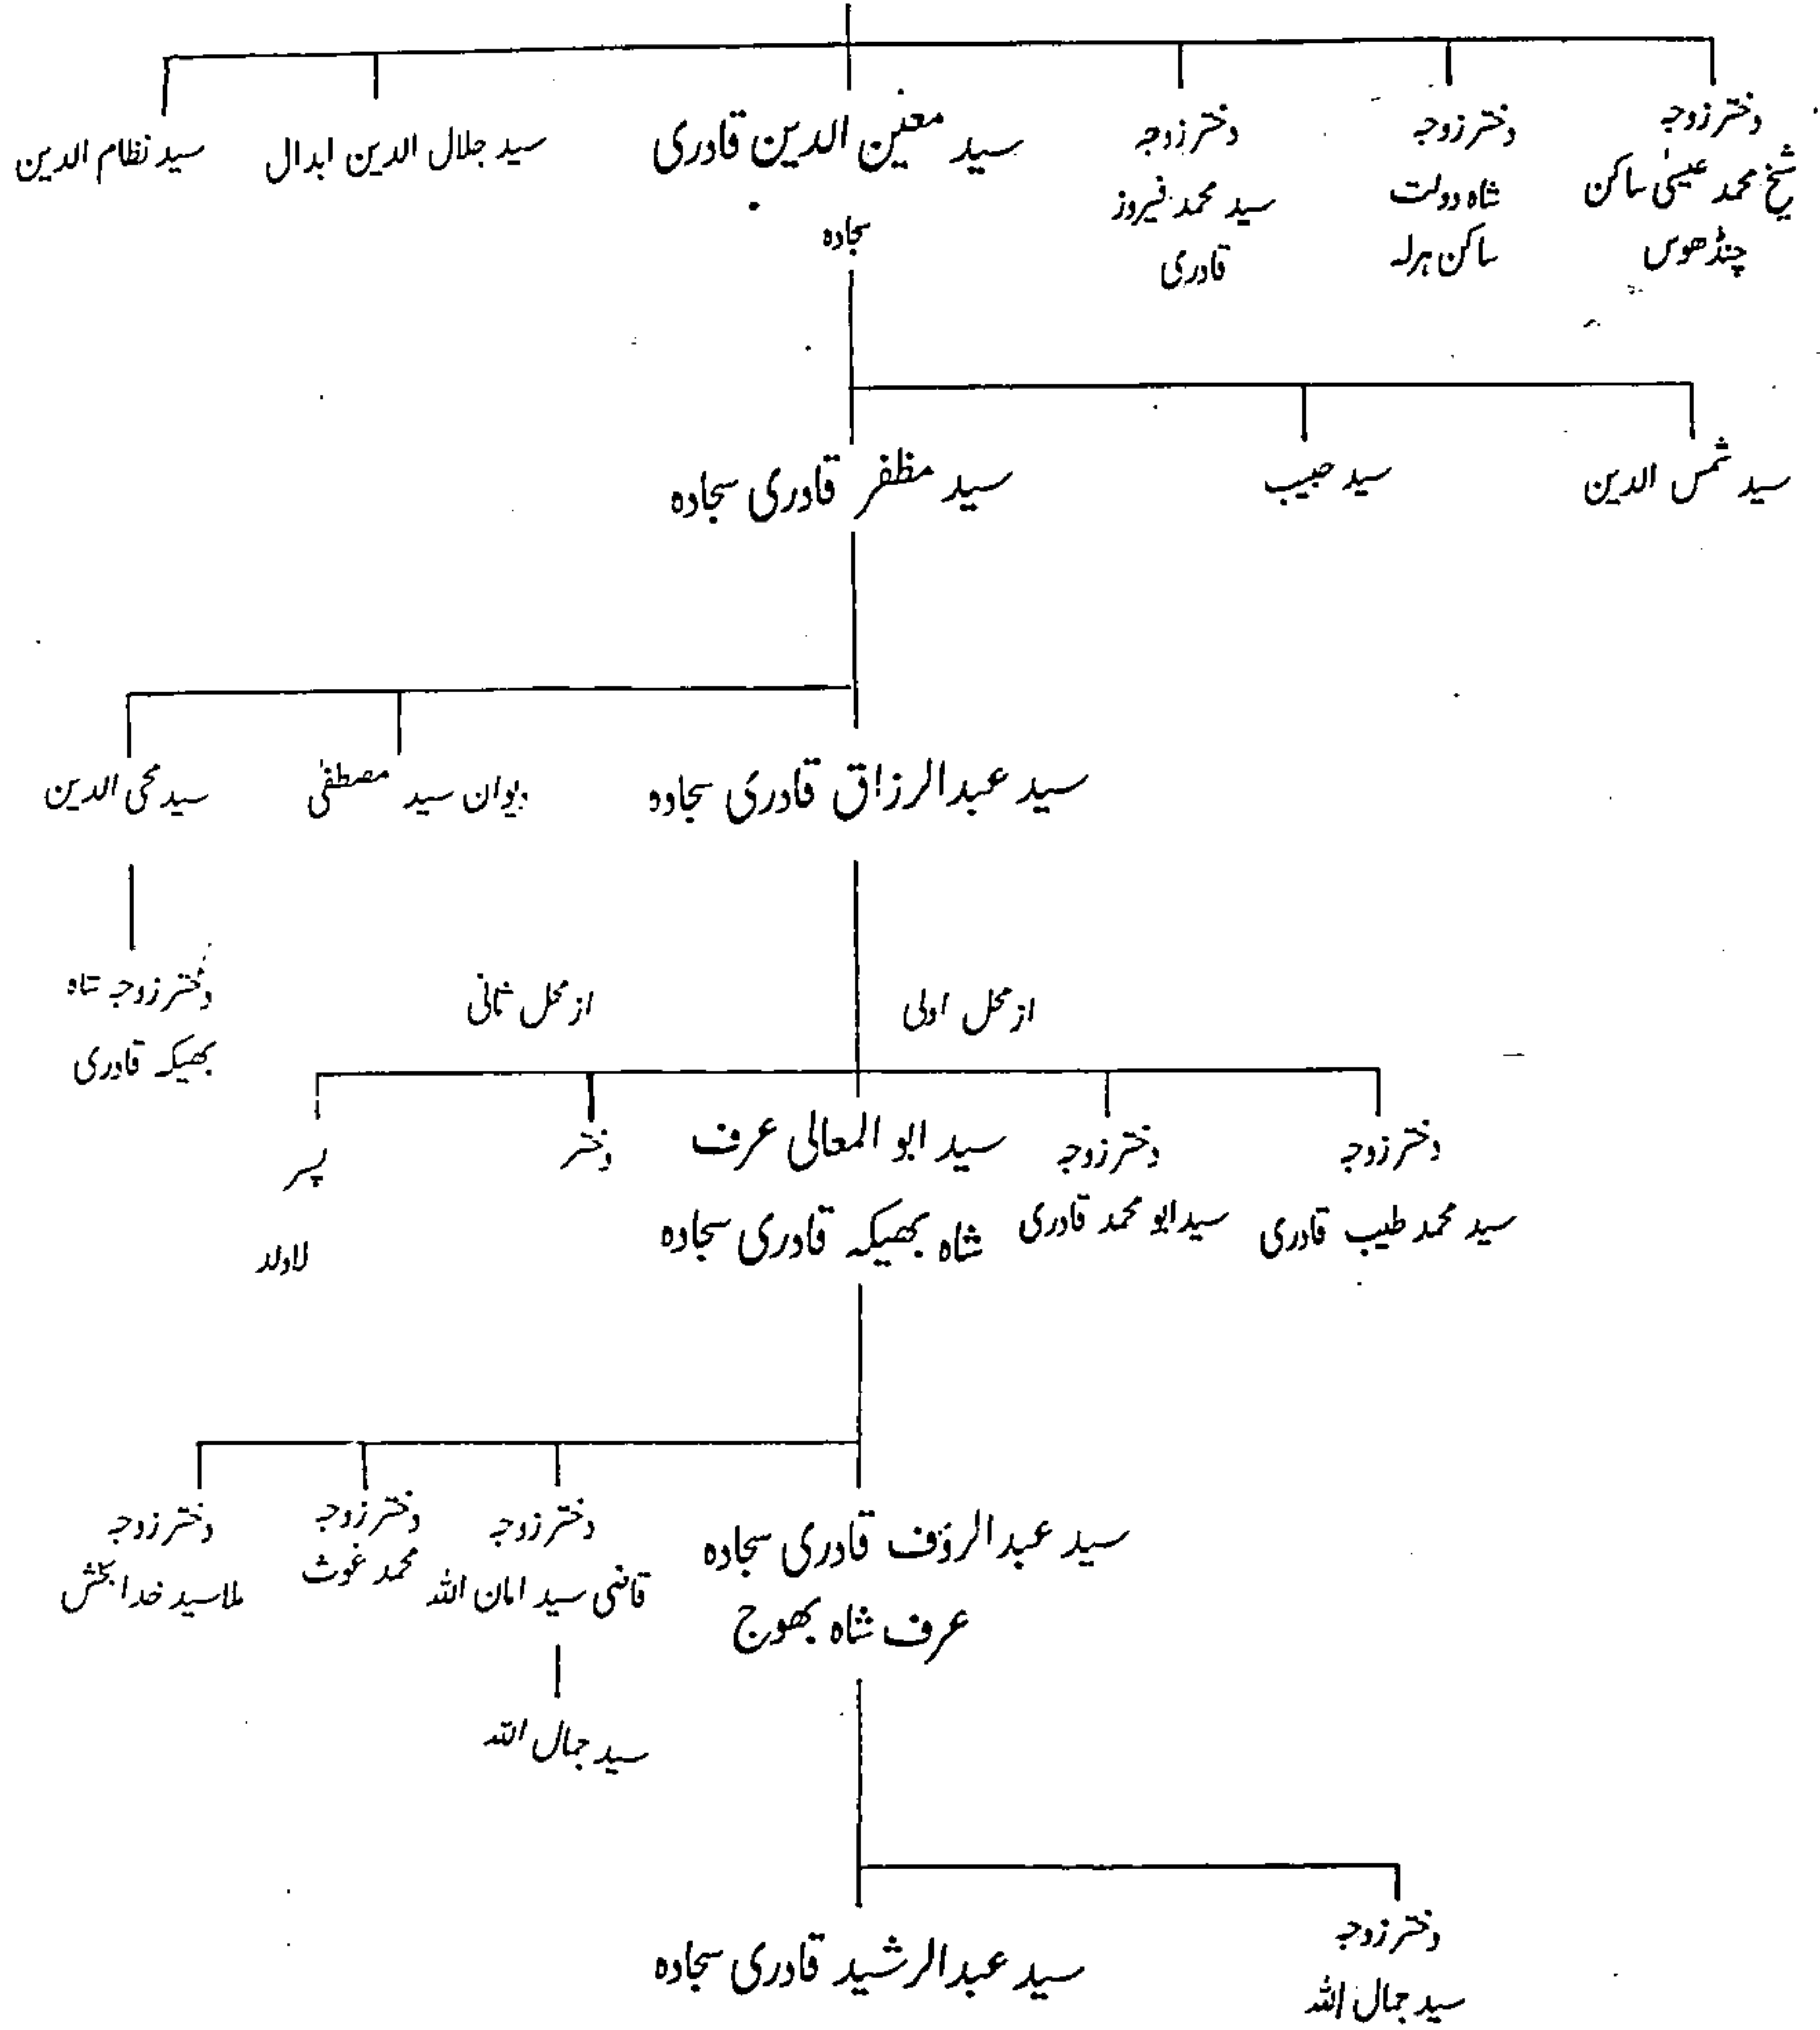 دختر زوجہ
شیخ محمد عیسیٰ ساکن
چنڈھوس
دختر زوجہ
شاہ دولت
ساکن ہرلہ
دختر زوجہ
سید محمد فیروز
قادری
سید معین الدین قادری
سجادہ
سید جلال الدین ابدال
سید نظام الدین
سید شمس الدین
سید حبیب
سید مظفر قادری سجادہ
سید عبدالرزاق قادری سجادہ
دیوان سید مصطفیٰ
سید محی الدین
دختر زوجہ شاہ
بھیکہ قادری
از محل اولی
از محل ثانی
دختر زوجہ
سید محمد طیب قادری
دختر زوجہ
سید ابو محمد قادری
سید ابو المعالی عرف
شاہ بھیکہ قادری سجادہ
دختر
پسر
لاولد
سید عبدالرؤف قادری سجادہ
عرف شاہ بھوج
دختر زوجہ
قاضی سید امان اللہ
سید جمال اللہ
دختر زوجہ
محمد غوث
دختر زوجہ
ملا سید خدا بخش
دختر زوجہ
سید جمال اللہ
سید عبدالرشید قادری سجادہ